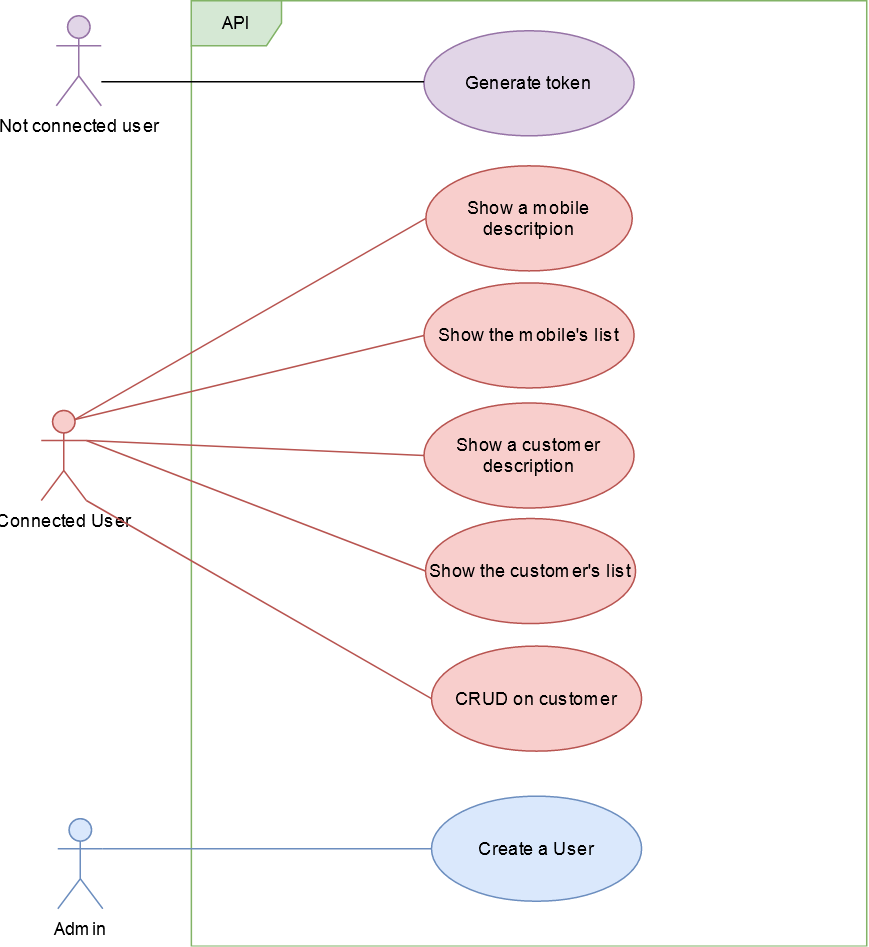 API
Generate token
Not connected user
Show a mobile
descritpion
Show the mobile's list
Show a customer
description
Connected User
Show the customer's list
CRUD on customer
Create a User
Admin